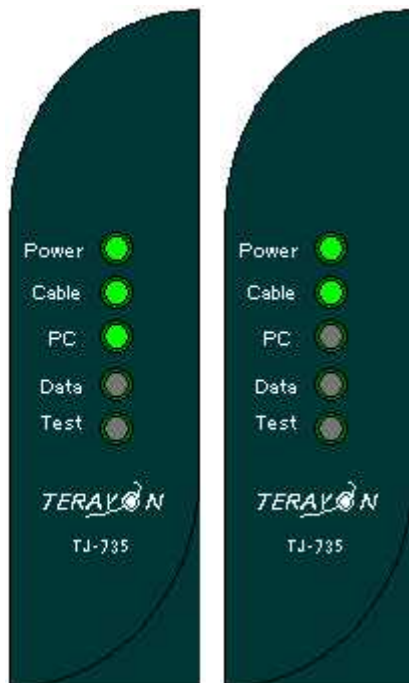 Power
Cable
PC
Data
Test
TERAYON
TJ-735
Power
Cable
PC
Data
Test
TERAYON
TJ-735